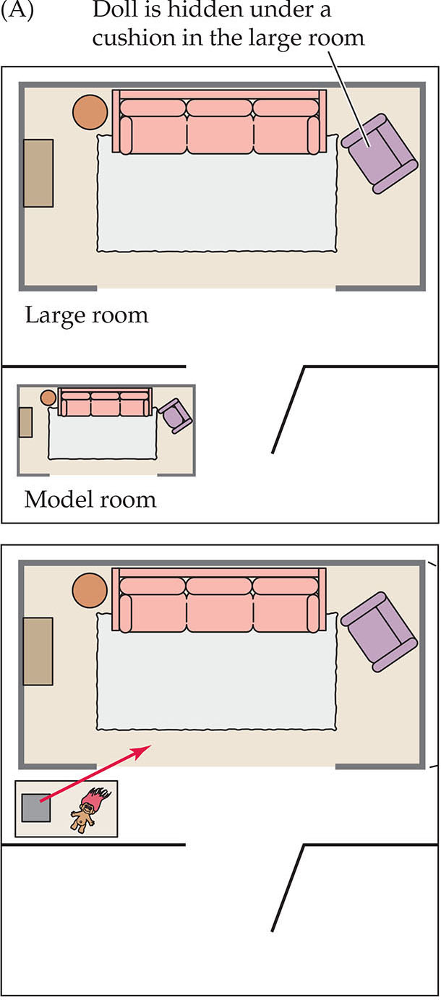 (A) Doll is hidden under a
cushion in the large room
Large room
Model room